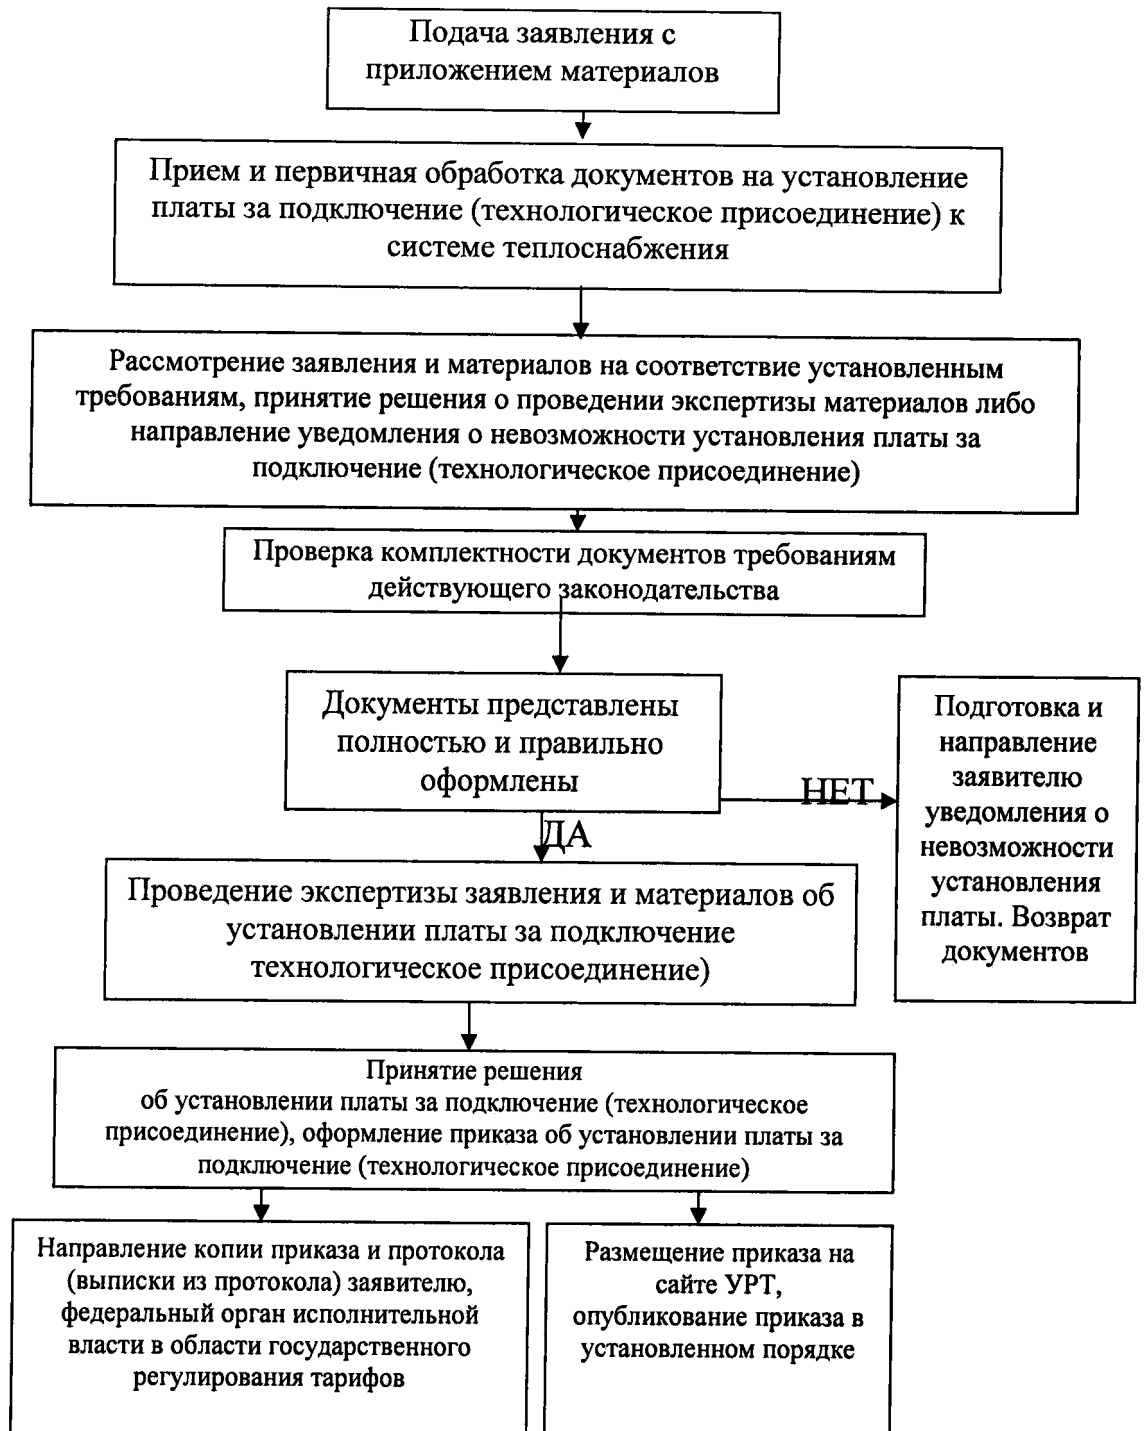 Подача заявления с
приложением материалов
Прием и первичная обработка документов на установление
платы за подключение (технологическое присоединение) к
системе теплоснабжения
Рассмотрение заявления и материалов на соответствие установленным
требованиям, принятие решения о проведении экспертизы материалов либо
направление уведомления о невозможности установления платы за
подключение (технологическое присоединение)
Проверка комплектности документов требованиям
действующего законодательства
Документы представлены
полностью и правильно
оформлены
НЕТ
Подготовка и
направление
заявителю
уведомления о
невозможности
установления
платы. Возврат
документов
ДА
Проведение экспертизы заявления и материалов об
установлении платы за подключение
технологическое присоединение)
Принятие решения
об установлении платы за подключение (технологическое
присоединение), оформление приказа об установлении платы за
подключение (технологическое присоединение)
Направление копии приказа и протокола
(выписки из протокола) заявителю,
федеральный орган исполнительной
власти в области государственного
регулирования тарифов
Размещение приказа на
сайте УРТ,
опубликование приказа в
установленном порядке